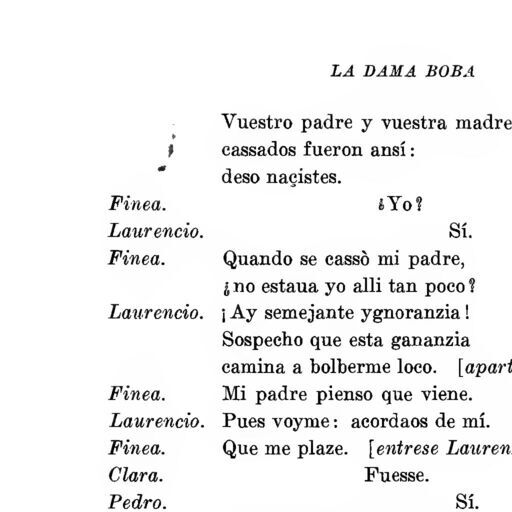 LA DAMA BOBA
Vuestro padre y vuestra madre
cassados fueron ansí:
deso naçistes.
Finea. ¿Yo?
Laurencio. Sí.
Finea. Quando se cassò mi padre,
¿no estaua yo alli tan poco?
Laurencio. ¡Ay semejante ygnoranzia!
Sospecho que esta gananzia
camina a bolberme loco. [apart
Finea. Mi padre pienso que viene.
Laurencio. Pues voyme: acordaos de mí.
Finea. Que me plaze. [entrese Lauren
Clara. Fuesse.
Pedro. Sí.